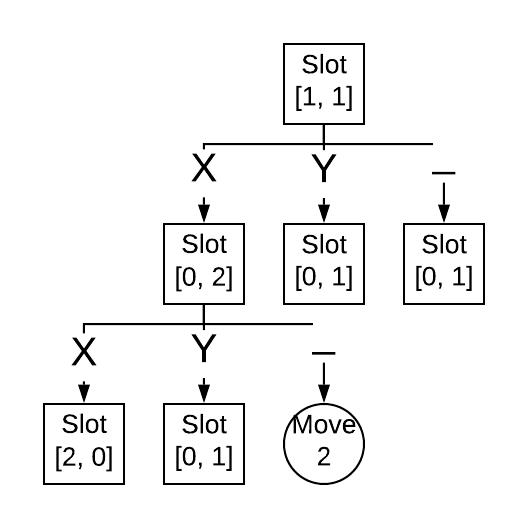 Slot
[1, 1]
X Y _
Slot
[0, 2]
Slot
[0, 1]
Slot
[0, 1]
X Y _
Slot
[2, 0]
Slot
[0, 1]
Move
2